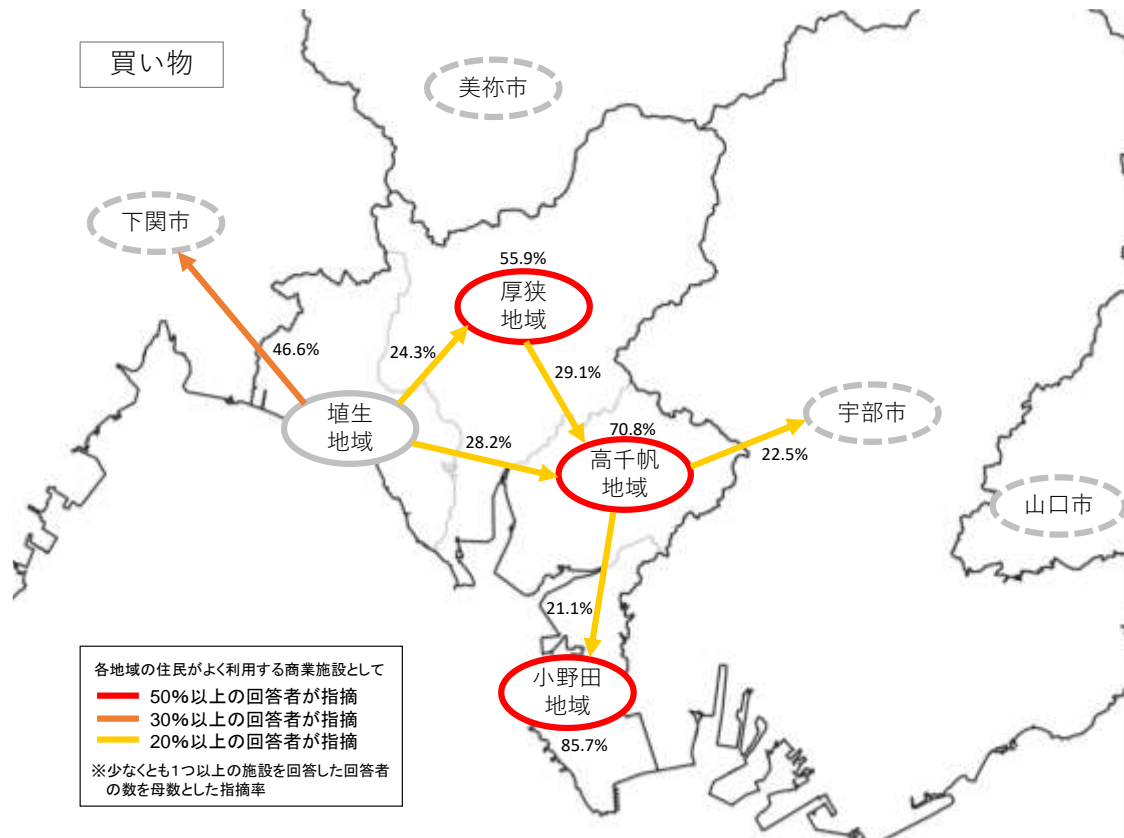 買い物
美祢市
下関市
55.9%
厚狭
地域
46.6%
24.3%
29.1%
埴生
地域
28.2%
70.8%
高千帆
地域
宇部市
22.5%
山口市
21.1%
小野田
地域
85.7%
各地域の住民がよく利用する商業施設として
50%以上の回答者が指摘
30%以上の回答者が指摘
20%以上の回答者が指摘
※少なくとも1つ以上の施設を回答した回答者
の数を母数とした指摘率